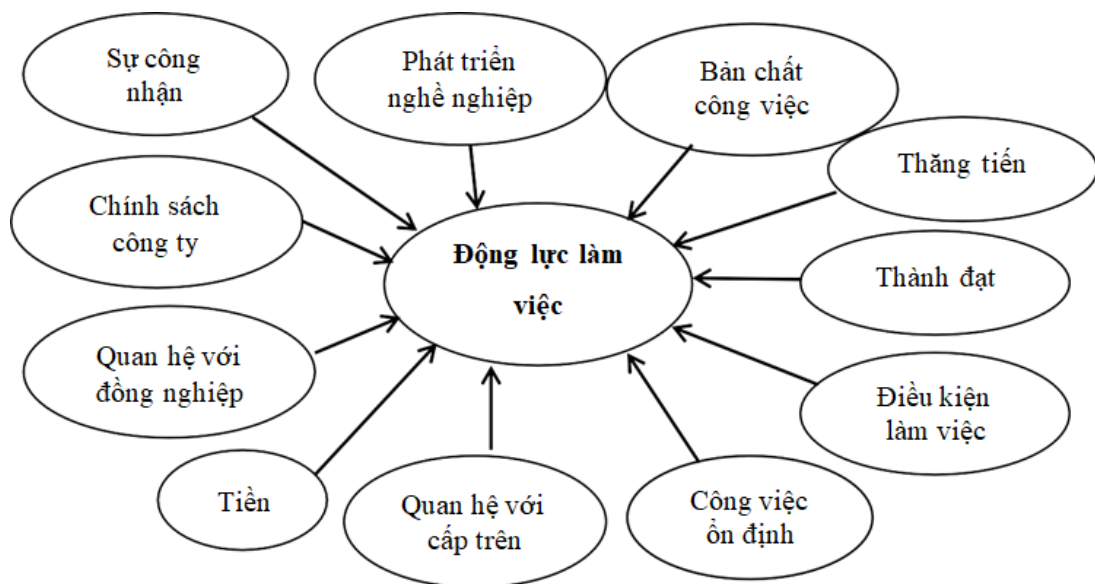 Sự công
nhận
Phát triển
nghề nghiệp
Bản chất
công việc
Thăng tiến
Chính sách
công ty
Động lực làm
việc
Thành đạt
Quan hệ với
đồng nghiệp
Điều kiện
làm việc
Tiền
Quan hệ với
cấp trên
Công việc
ổn định